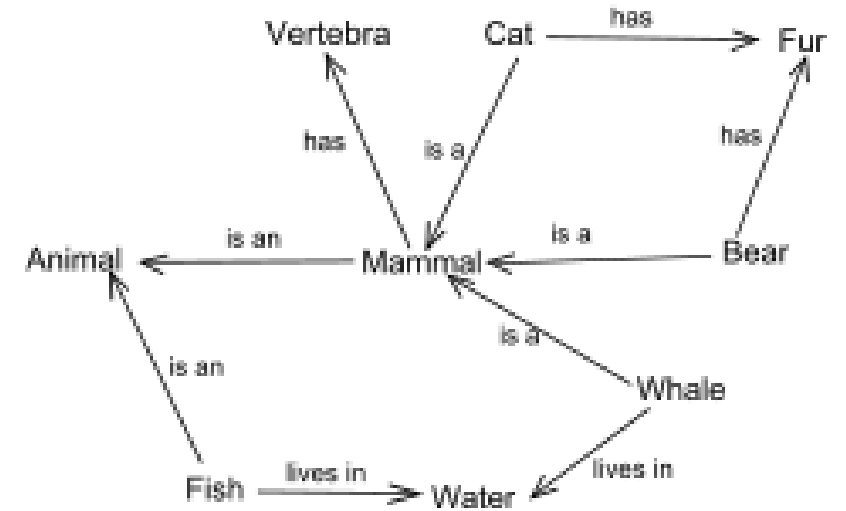 has
Vertebra
Cat
Fur
has
is a
has
is an
is a
Animal
Mammal
Bear
is a
is an
Whale
lives in
lives in
Fish
Water